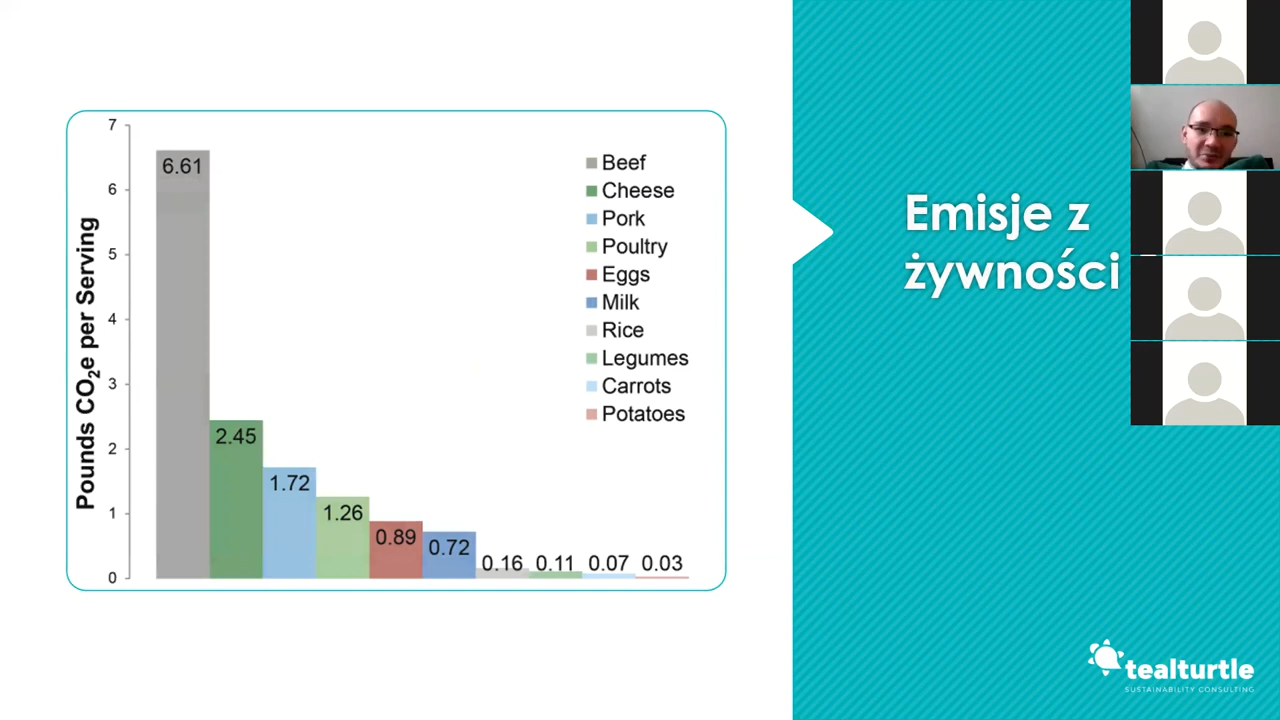 7
6
5
4
3
2
1
0
Pounds CO₂e per Serving
6.61
2.45
1.72
1.26
0.89
0.72
0.16
0.11
0.07
0.03
Beef
Cheese
Pork
Poultry
Eggs
Milk
Rice
Legumes
Carrots
Potatoes
Emisje z
żywności
tealturtle
SUSTAINABILITY CONSULTING